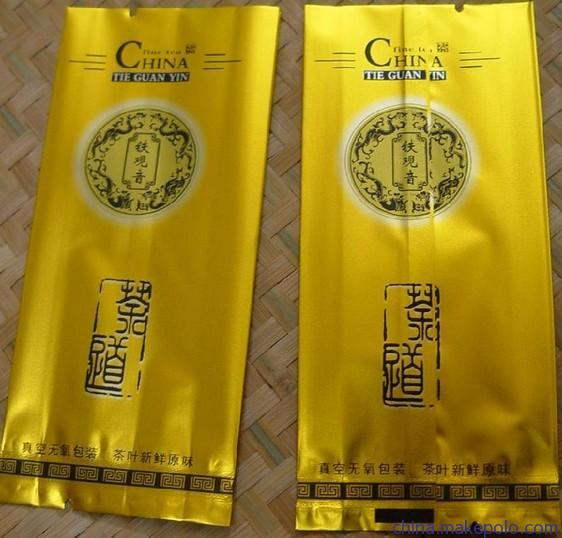 fine tea
CHINA
TIE GUAN YIN
铁观音
茶道
真空无氧包装 茶叶新鲜原味
fine te
CHINA
TIE GUAN YIN
铁观音
茶道
真空无氧包装 茶叶新鲜原味
china.makepolo.com